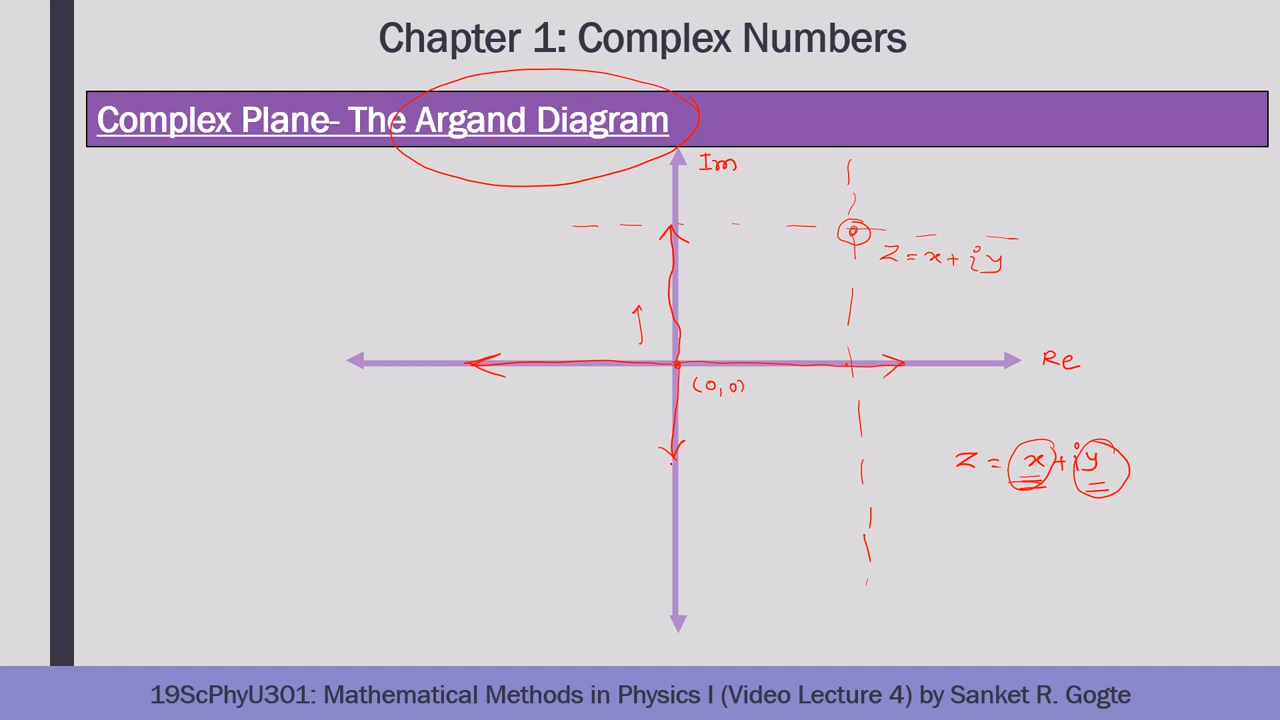 Chapter 1: Complex Numbers
Complex Plane- The Argand Diagram
Im
z = x + iy
Re
(0,0)
z = x + iy
19ScPhyU301: Mathematical Methods in Physics I (Video Lecture 4) by Sanket R. Gogte